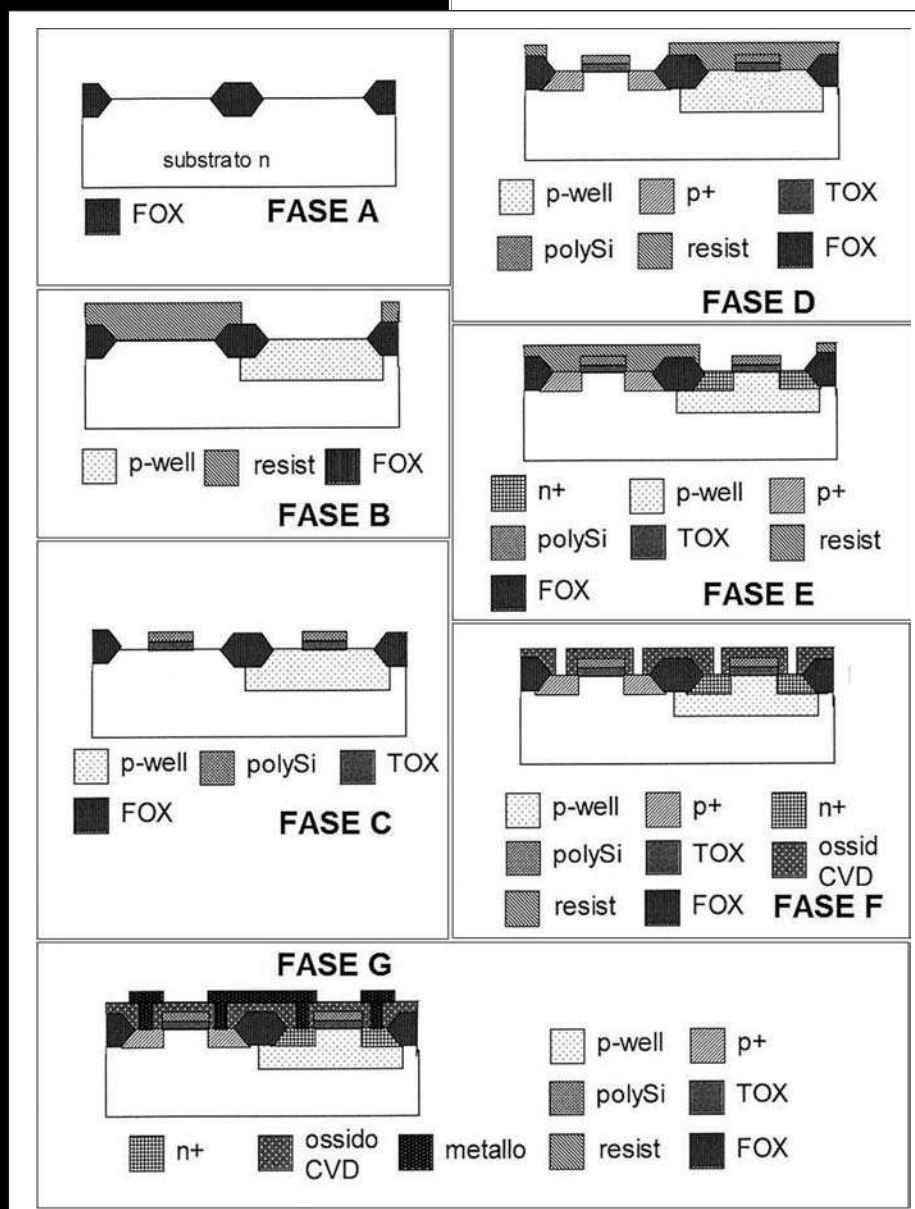 substrato n
FOX
FASE A
p-well resist FOX
FASE B
p-well polySi TOX
FOX
FASE C
p-well p+ TOX
polySi resist FOX
FASE D
n+ p-well p+
polySi TOX resist
FOX
FASE E
p-well p+ n+
polySi TOX ossid
CVD
resist FOX
FASE F
FASE G
p-well p+
polySi TOX
n+ ossido
CVD
metallo resist FOX